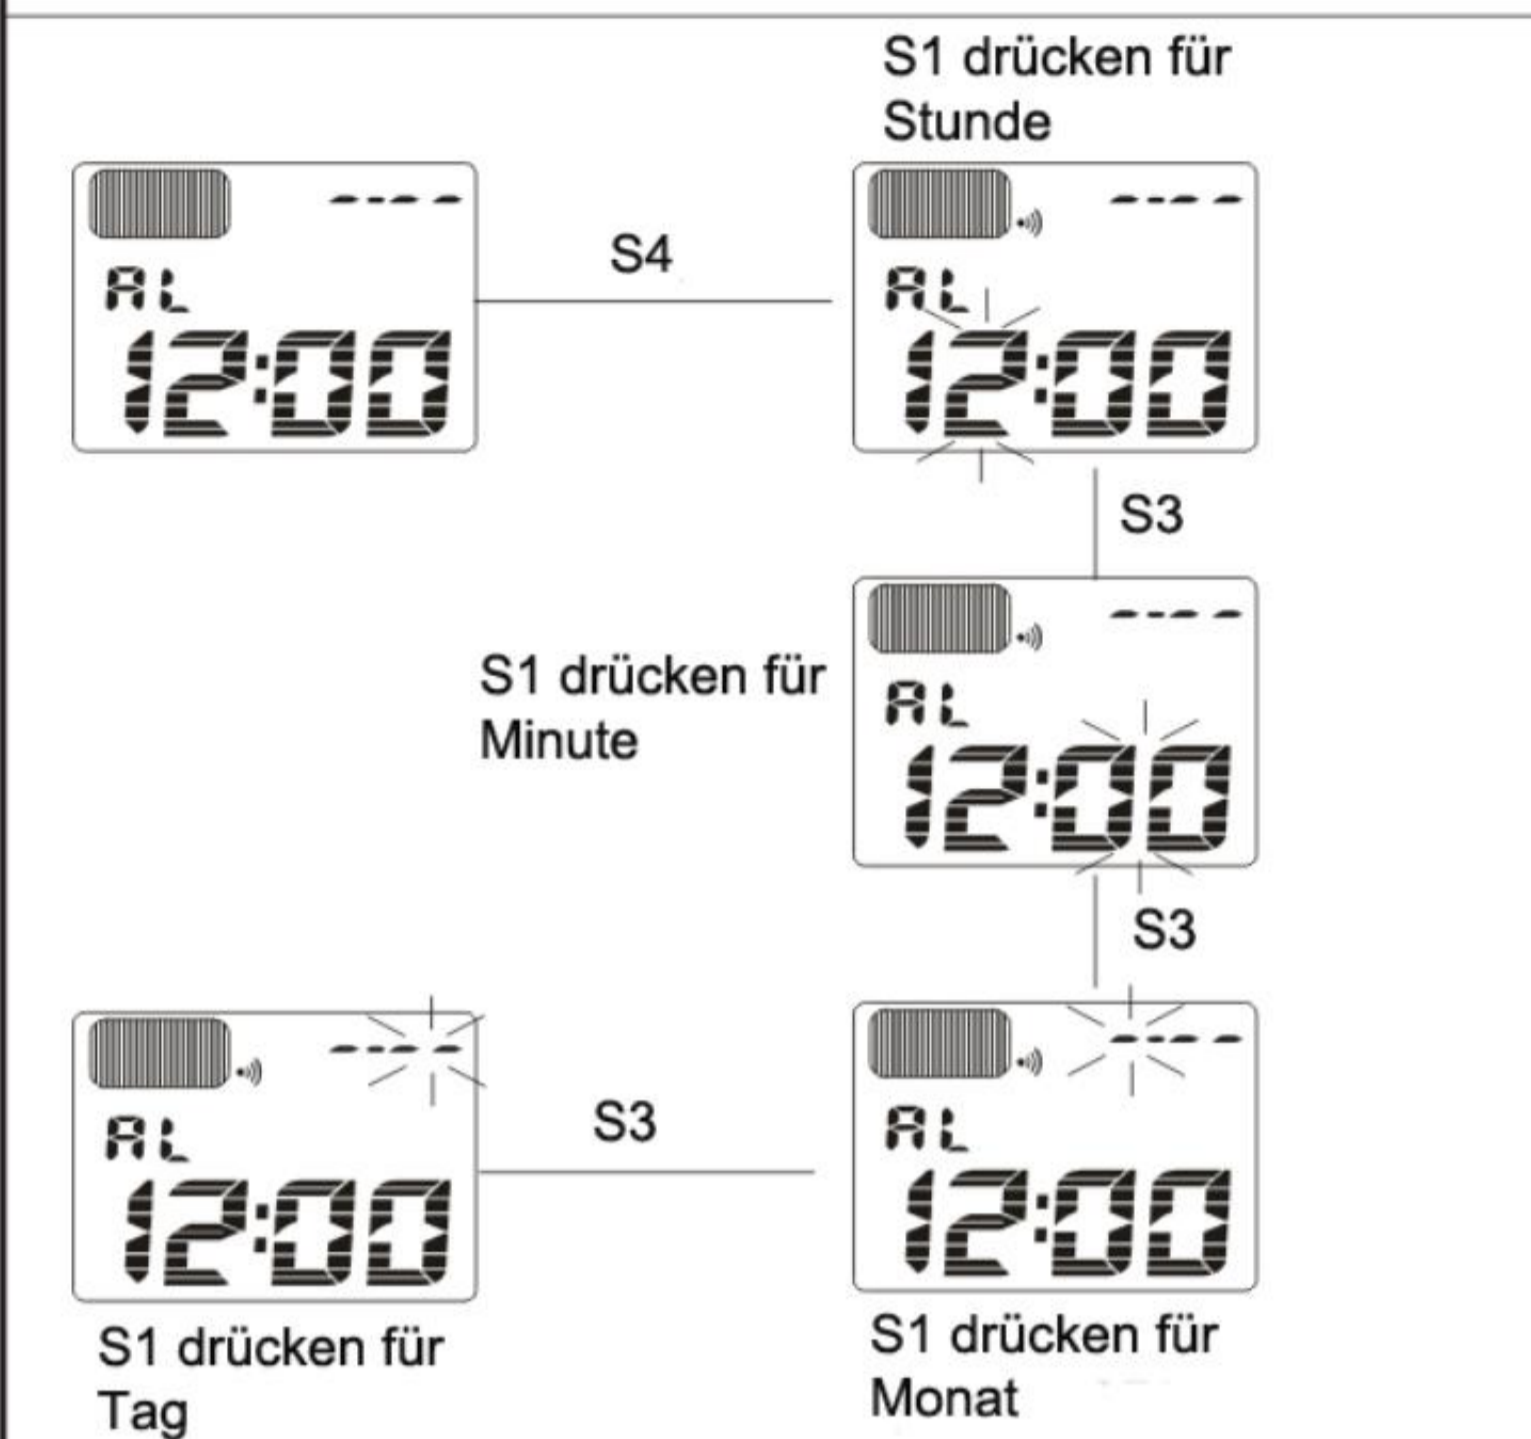 S1 drücken für
Stunde
---- ----
AL AL
12:00 S4 12:00
S3
----
S1 drücken für AL
Minute 12:00
S3
---- ----
AL AL
12:00 S3 12:00
S1 drücken für S1 drücken für
Tag Monat